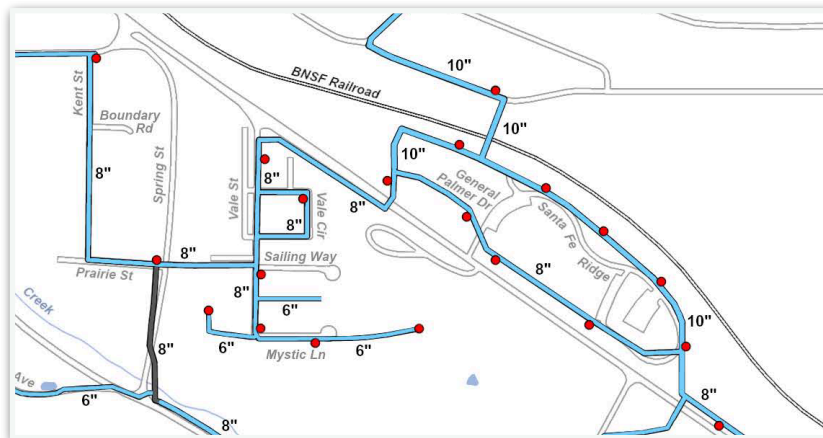 10"
BNSF Railroad
Kent St
Boundary
Rd
10"
10"
8"
Spring St
8"
General
Palmer Dr
Vale St
8"
Vale Cir
8"
Santa Fe
Ridge
8"
Sailing Way
Prairie St
8"
8"
6"
10"
Creek
8"
6"
6"
Mystic Ln
Ave
6"
8"
8"